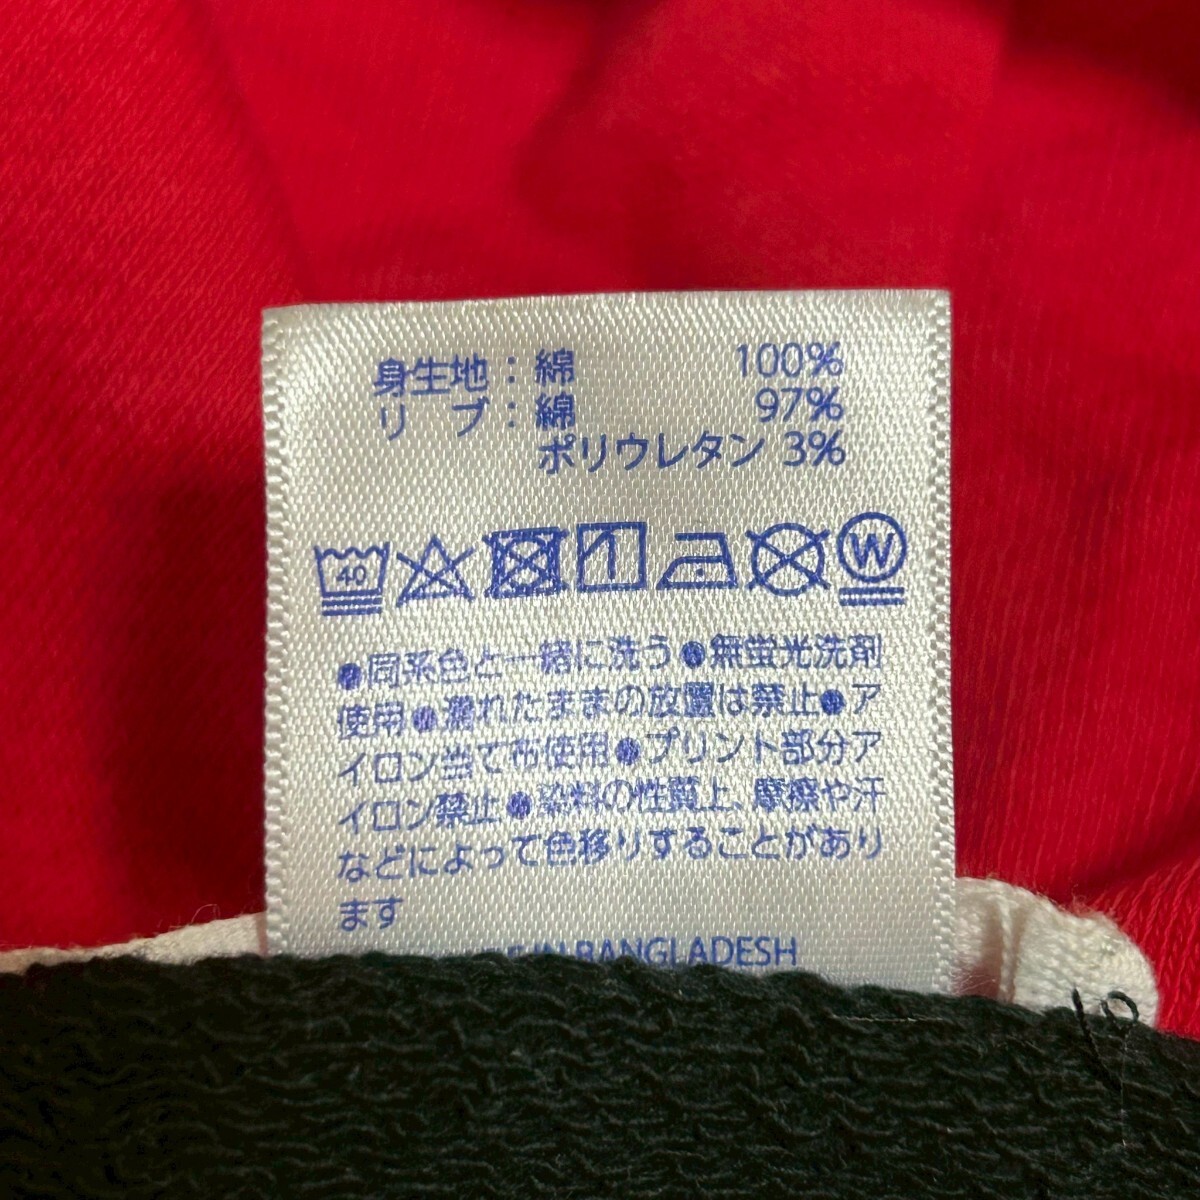 身生地：綿 100%
リブ：綿 97%
ポリウレタン 3%
40 W
●同系色と一緒に洗う●無蛍光洗剤
使用●濡れたままの放置は禁止●ア
イロン当て布使用●プリント部分ア
イロン禁止●染料の性質上、摩擦や汗
などによって色移りすることがあり
ます
IN BANGLADESH